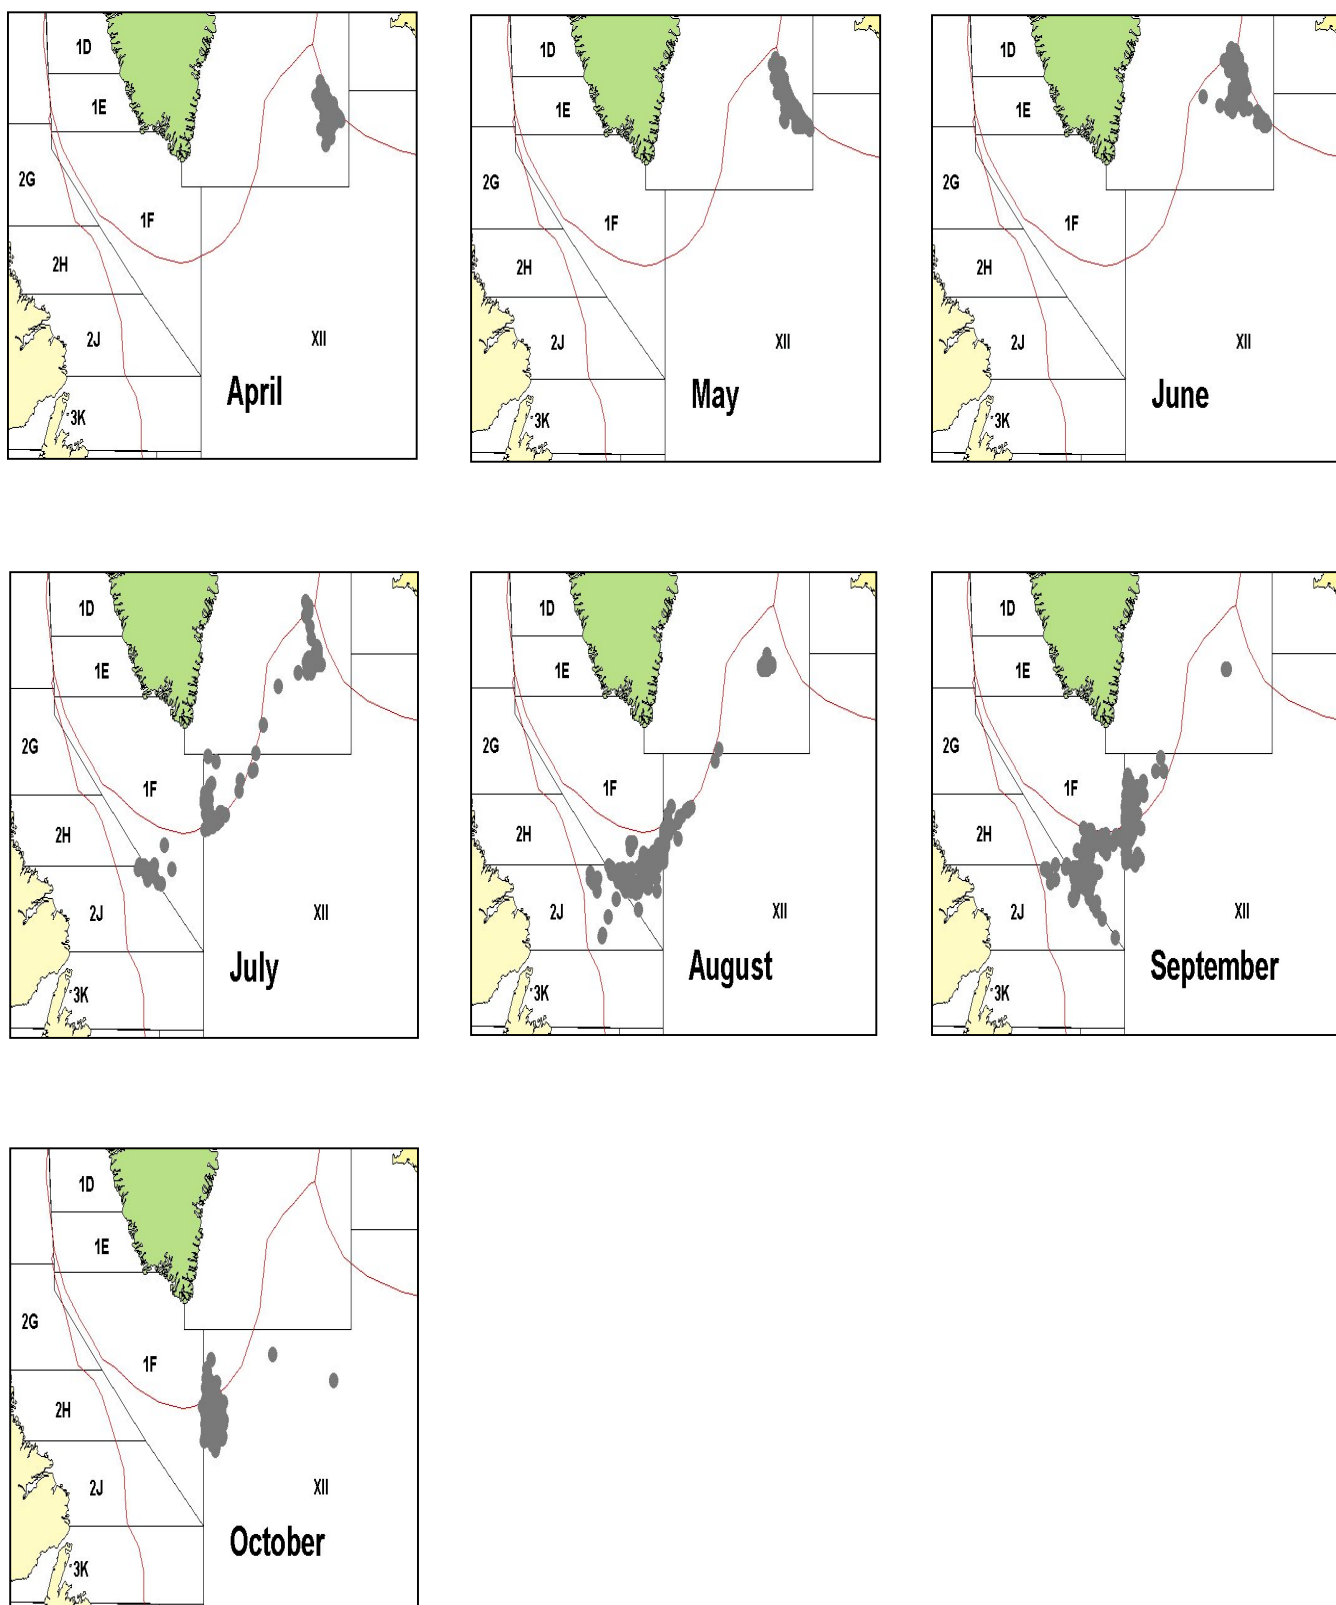 1D
1E
2G
1F
2H
2J
XII
April
3K
1D
1E
2G
1F
2H
2J
XII
May
3K
1D
1E
2G
1F
2H
2J
XII
June
3K
1D
1E
2G
1F
2H
2J
XII
July
3K
1D
1E
2G
1F
2J
XII
August
3K
1D
1E
2G
1F
2H
2J
XII
September
3K
1D
1E
2G
1F
2H
2J
XII
October
3K